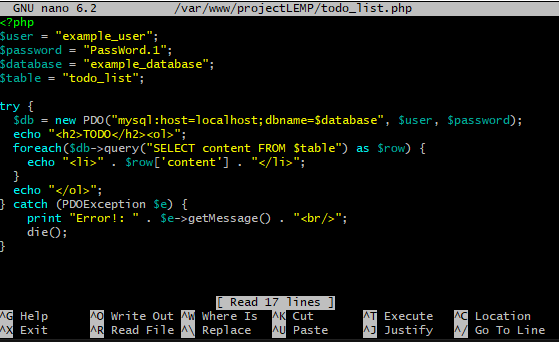 GNU nano 6.2 /var/www/projectLEMP/todo_list.php
<?php
$user = "example_user";
$password = "PassWord.1";
$database = "example_database";
$table = "todo_list";

try {
  $db = new PDO("mysql:host=localhost;dbname=$database", $user, $password);
  echo "<h2>TODO</h2><ol>";
  foreach($db->query("SELECT content FROM $table") as $row) {
    echo "<li>" . $row['content'] . "</li>";
  }
  echo "</ol>";
} catch (PDOException $e) {
    print "Error!: " . $e->getMessage() . "<br/>";
    die();
}
[ Read 17 lines ]
^G Help ^O Write Out ^W Where Is ^K Cut ^T Execute ^C Location
^X Exit ^R Read File ^\ Replace ^U Paste ^J Justify ^/ Go To Line